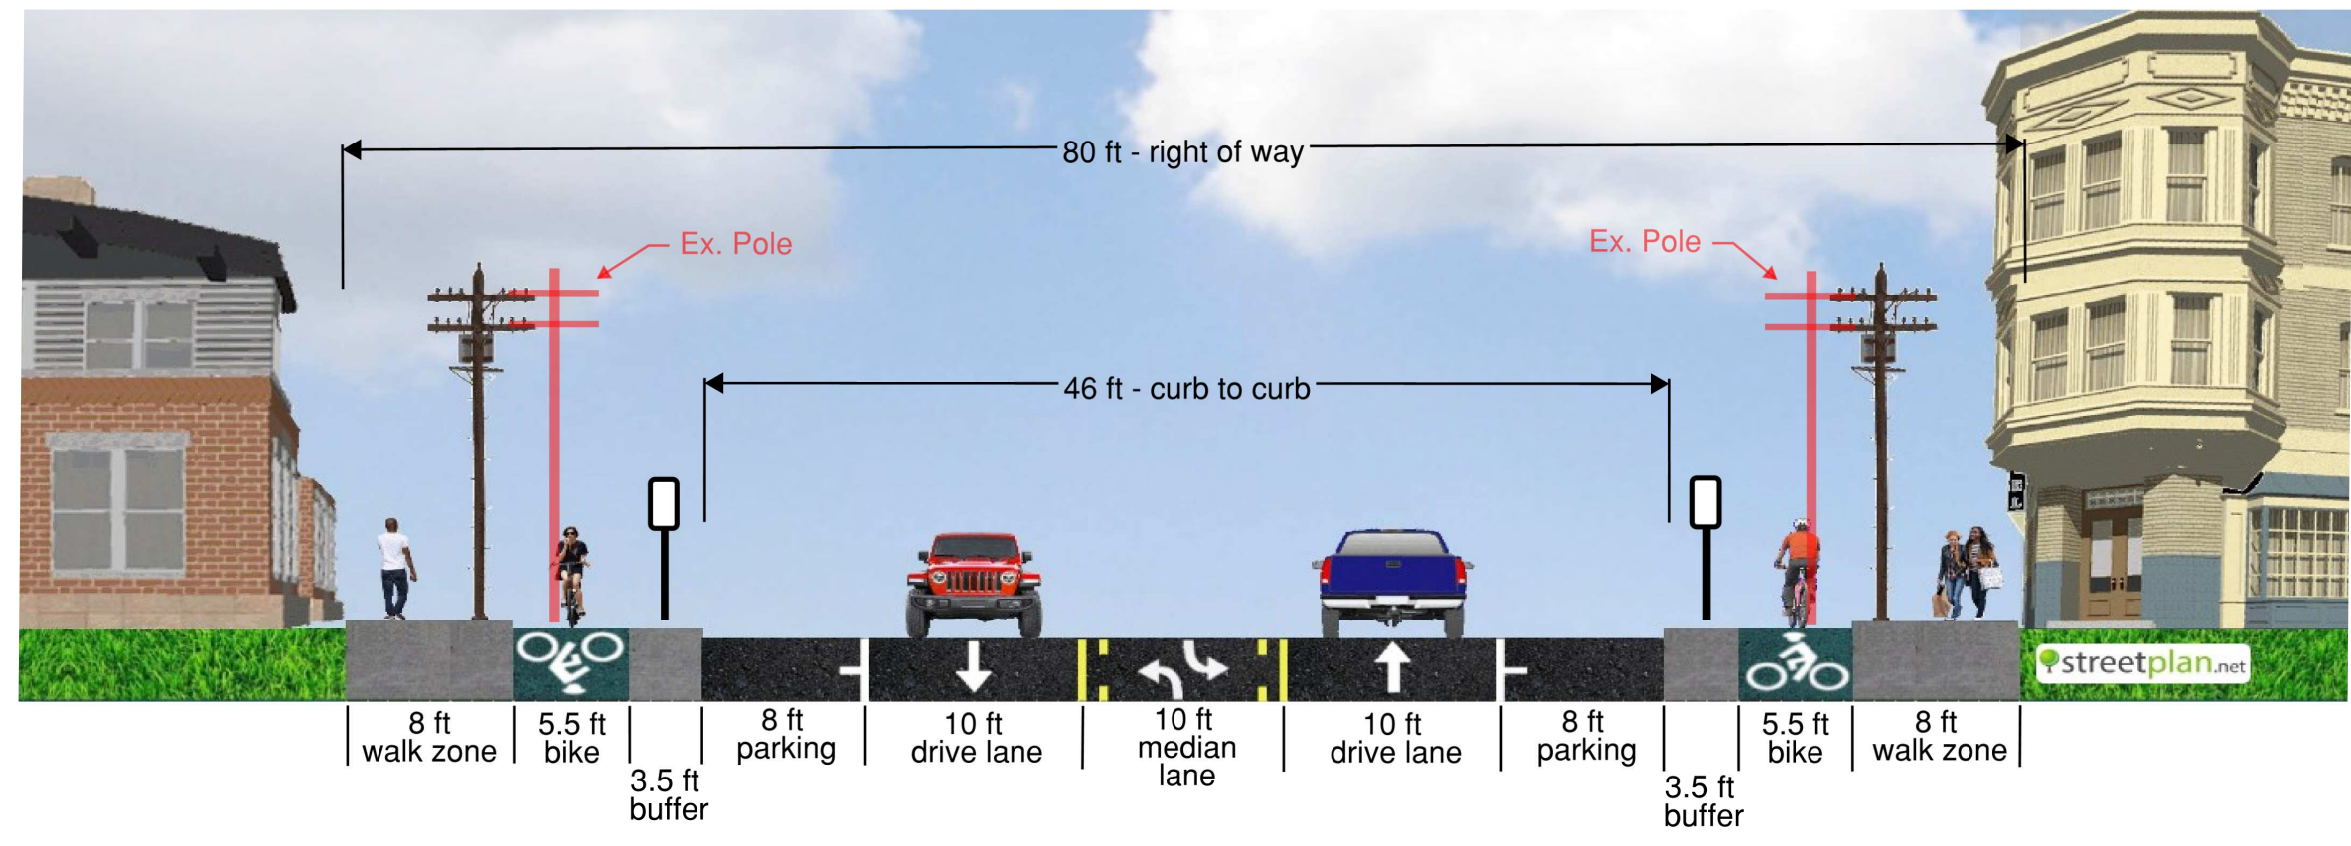 80 ft - right of way
Ex. Pole
Ex. Pole
46 ft - curb to curb
streetplan.net
8 ft
walk zone
5.5 ft
bike
3.5 ft
buffer
8 ft
parking
10 ft
drive lane
10 ft
median
lane
10 ft
drive lane
8 ft
parking
3.5 ft
buffer
5.5 ft
bike
8 ft
walk zone